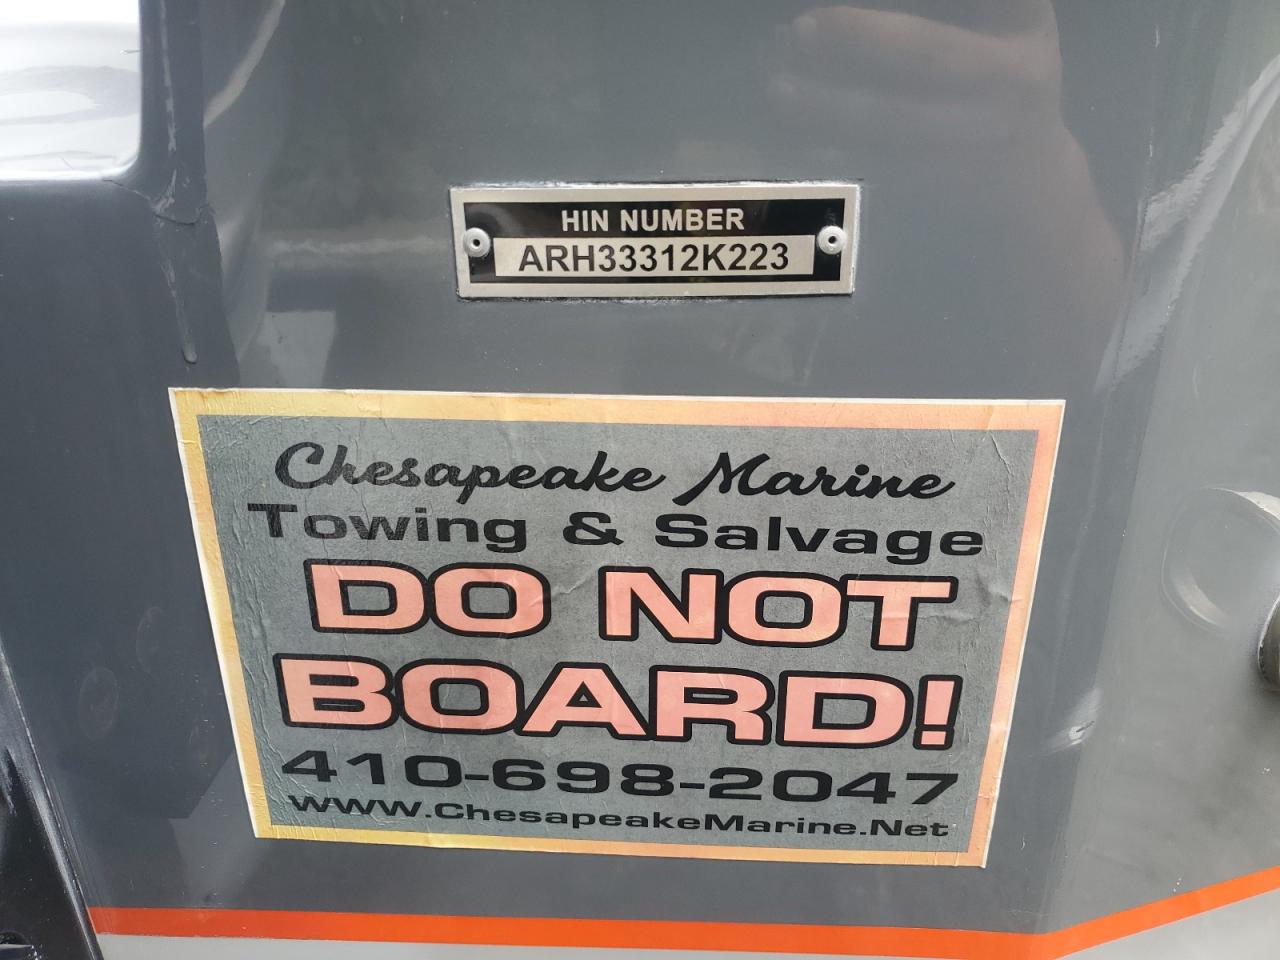 HIN NUMBER
ARH33312K223
Chesapeake Marine
Towing & Salvage
DO NOT
BOARD!
410-698-2047
www.ChesapeakeMarine.Net